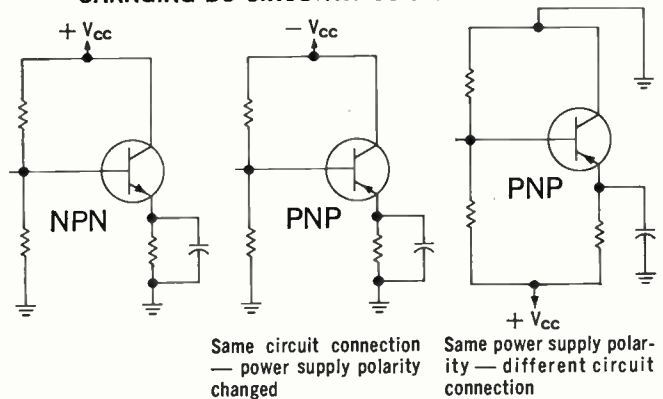 + Vcc
− Vcc
NPN
PNP
PNP
+ Vcc
Same circuit connection
— power supply polarity
changed
Same power supply polar-
ity — different circuit
connection